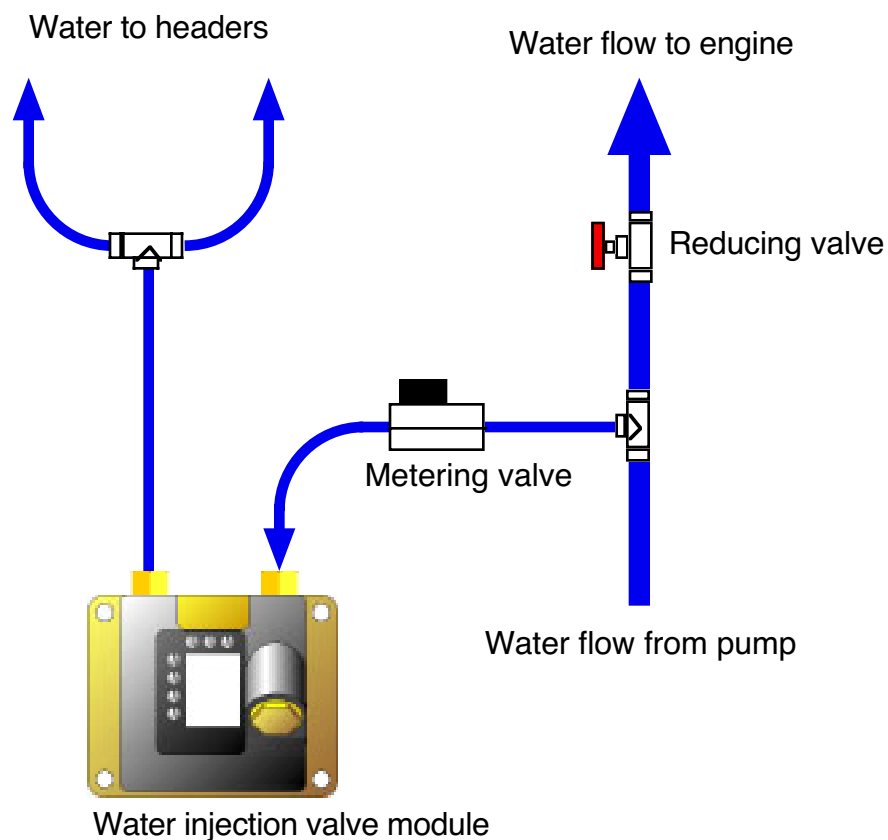 Water to headers
Water flow to engine
Reducing valve
Metering valve
Water flow from pump
Water injection valve module